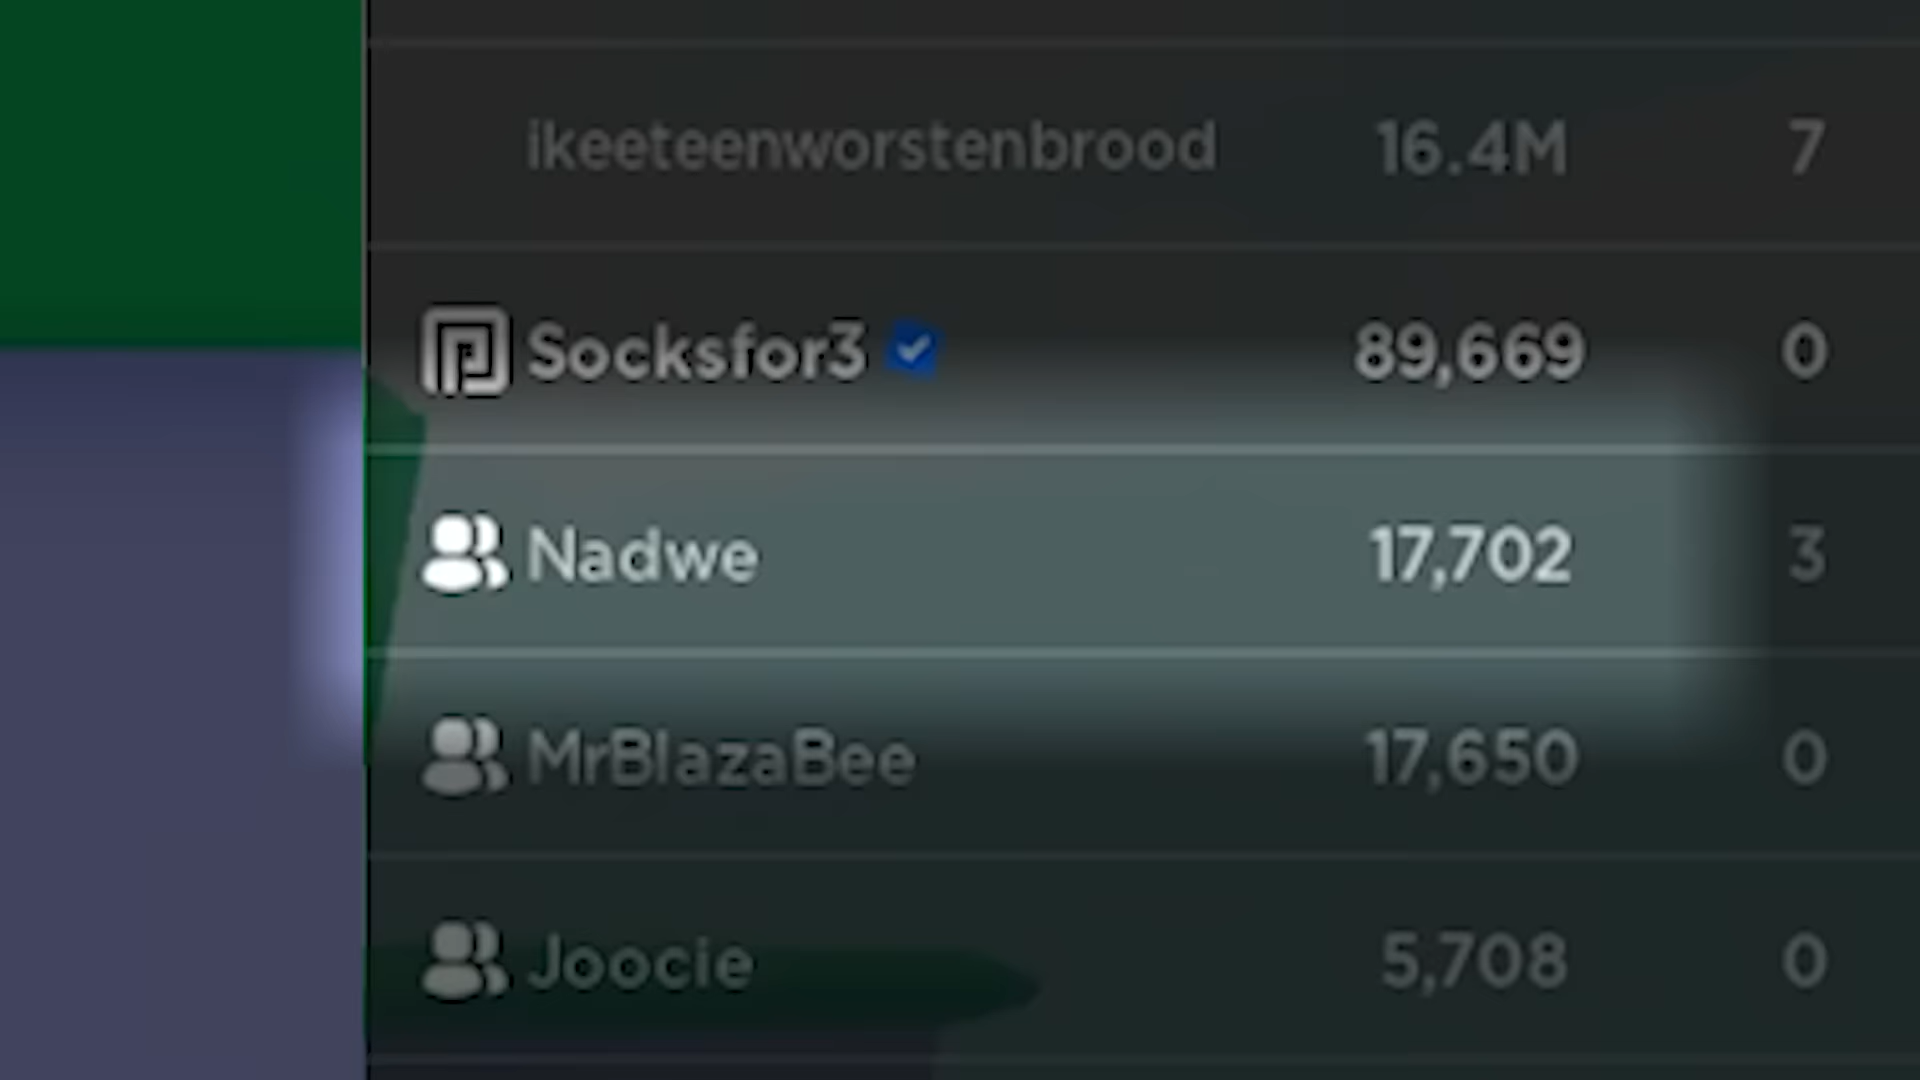 ikeeteenworstenbrood 16.4M 7
Socksfor3 89,669 0
Nadwe 17,702 3
MrBlazaBee 17,650 0
Joocie 5,708 0